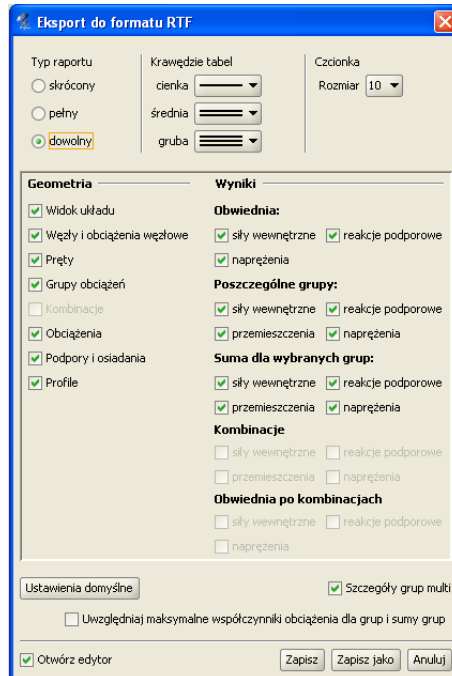 Eksport do formatu RTF
Typ raportu
skrócony
pełny
dowolny
Krawędzie tabel
cienka
średnia
gruba
Czcionka
Rozmiar 10
Geometria
Widok układu
Węzły i obciążenia węzłowe
Pręty
Grupy obciążeń
Kombinacje
Obciążenia
Podpory i osiadania
Profile
Wyniki
Obwiednia:
siły wewnętrzne reakcje podporowe
naprężenia
Poszczególne grupy:
siły wewnętrzne reakcje podporowe
przemieszczenia naprężenia
Suma dla wybranych grup:
siły wewnętrzne reakcje podporowe
przemieszczenia naprężenia
Kombinacje
siły wewnętrzne reakcje podporowe
przemieszczenia naprężenia
Obwiednia po kombinacjach
siły wewnętrzne reakcje podporowe
naprężenia
Ustawienia domyślne
Szczegóły grup multi
Uwzględniaj maksymalne współczynniki obciążenia dla grup i sumy grup
Otwórz edytor
Zapisz Zapisz jako Anuluj